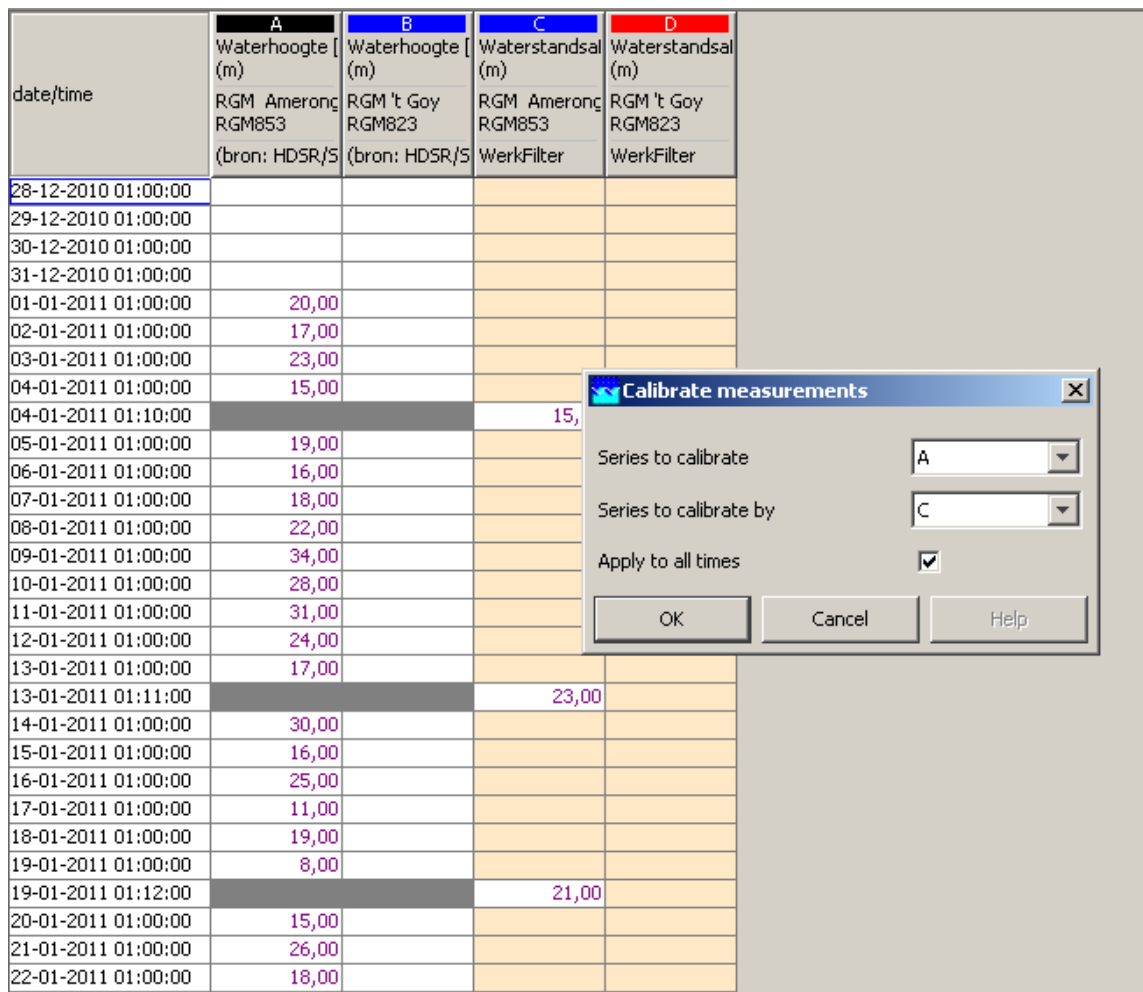 A B C D
Waterhoogte [ Waterhoogte [ Waterstandsal Waterstandsal
(m) (m) (m) (m)
date/time
RGM Amerong RGM 't Goy RGM Amerong RGM 't Goy
RGM853 RGM823 RGM853 RGM823
(bron: HDSR/S (bron: HDSR/S WerkFilter WerkFilter
28-12-2010 01:00:00
29-12-2010 01:00:00
30-12-2010 01:00:00
31-12-2010 01:00:00
01-01-2011 01:00:00 20,00
02-01-2011 01:00:00 17,00
03-01-2011 01:00:00 23,00
04-01-2011 01:00:00 15,00
04-01-2011 01:10:00 15,
05-01-2011 01:00:00 19,00
06-01-2011 01:00:00 16,00
07-01-2011 01:00:00 18,00
08-01-2011 01:00:00 22,00
09-01-2011 01:00:00 34,00
10-01-2011 01:00:00 28,00
11-01-2011 01:00:00 31,00
12-01-2011 01:00:00 24,00
13-01-2011 01:00:00 17,00
13-01-2011 01:11:00 23,00
14-01-2011 01:00:00 30,00
15-01-2011 01:00:00 16,00
16-01-2011 01:00:00 25,00
17-01-2011 01:00:00 11,00
18-01-2011 01:00:00 19,00
19-01-2011 01:00:00 8,00
19-01-2011 01:12:00 21,00
20-01-2011 01:00:00 15,00
21-01-2011 01:00:00 26,00
22-01-2011 01:00:00 18,00
Calibrate measurements
Series to calibrate A
Series to calibrate by C
Apply to all times
OK Cancel Help